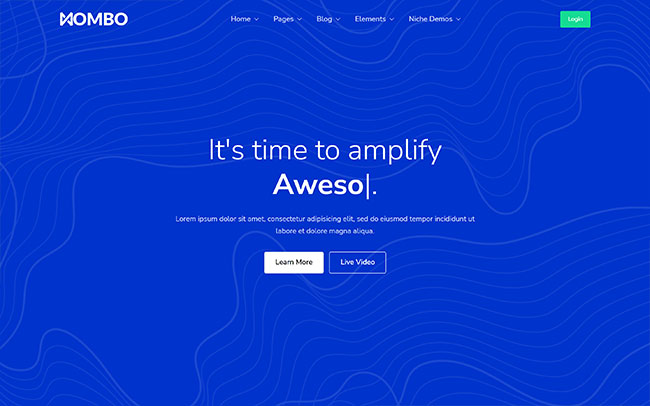 MOMBO
Home
Pages
Blog
Elements
Niche Demos
Login
It's time to amplify
Aweso|.
Lorem ipsum dolor sit amet, consectetur adipisicing elit, sed do eiusmod tempor incididunt ut
labore et dolore magna aliqua.
Learn More
Live Video